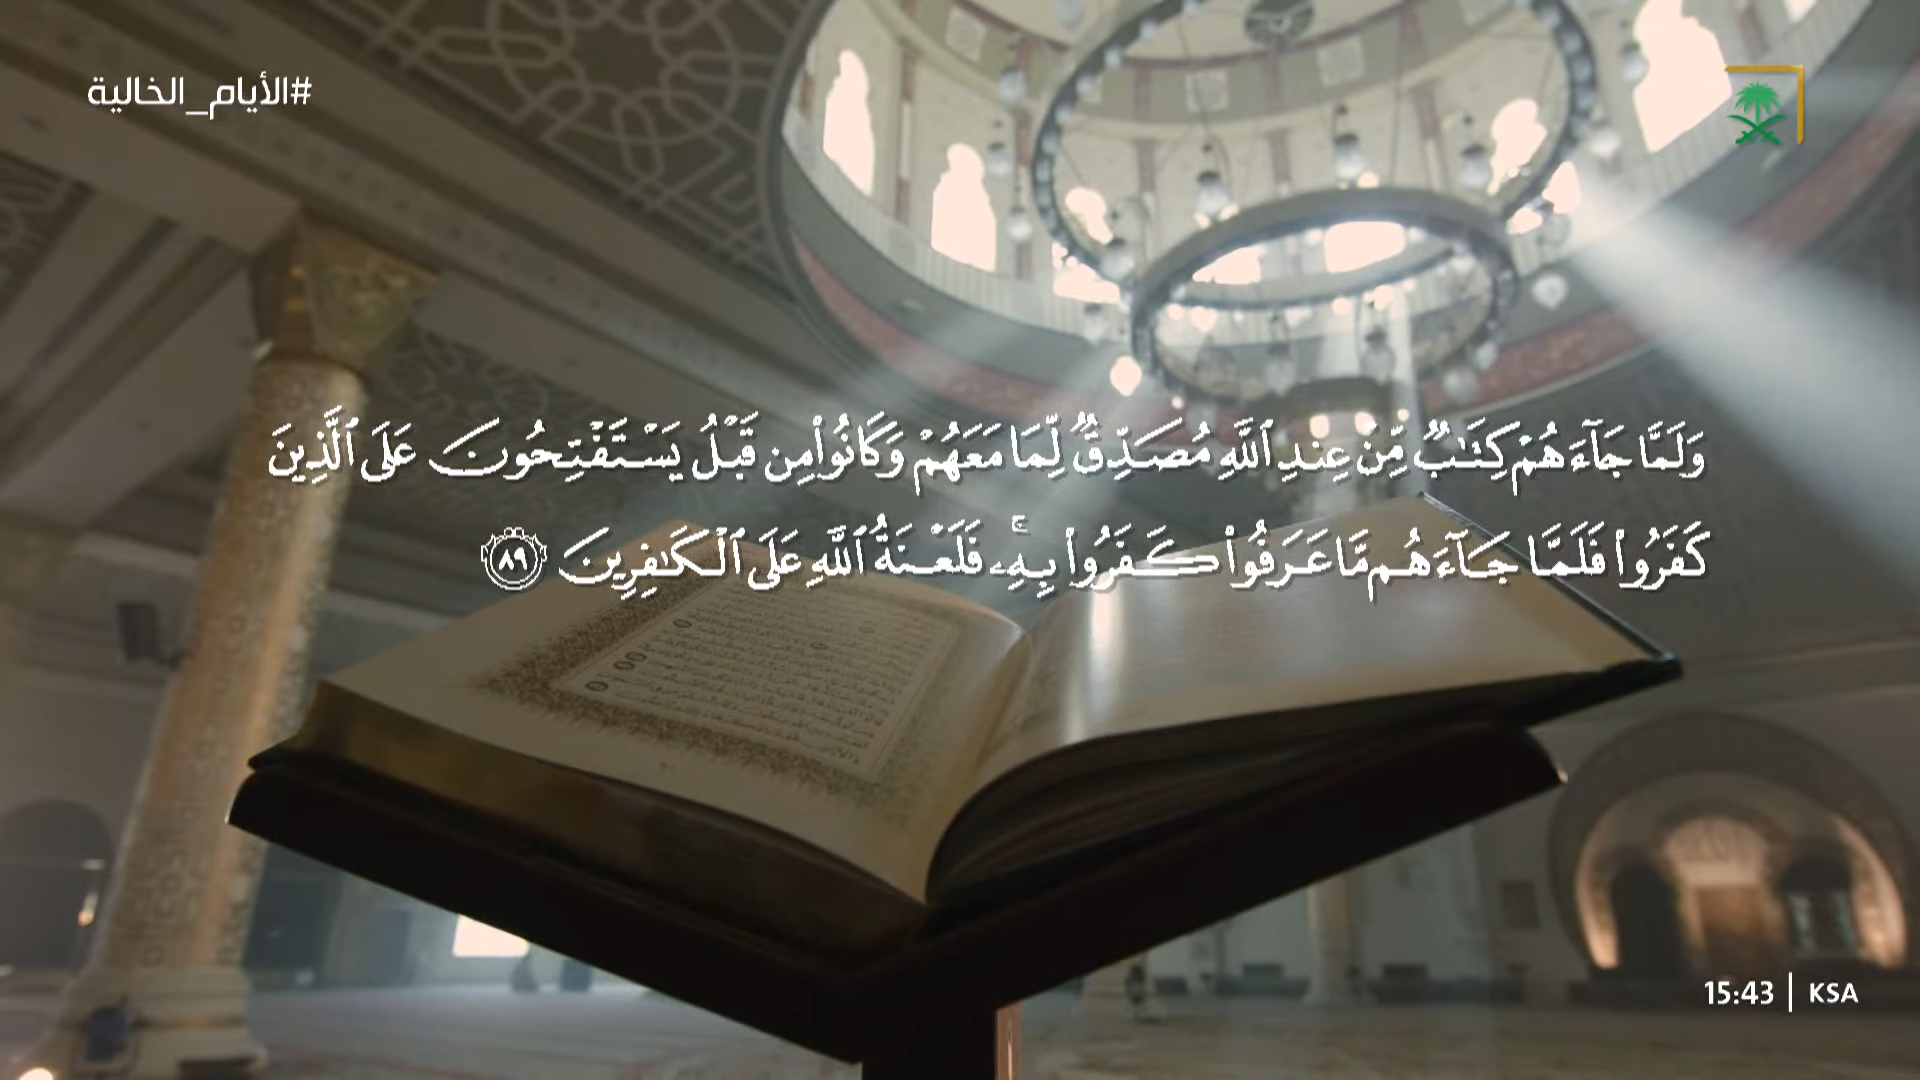 #الأيام_الخالية
وَلَمَّا جَآءَهُمْ كِتَٰبٌ مِّنْ عِندِ ٱللَّهِ مُصَدِّقٌ لِّمَا مَعَهُمْ وَكَانُوا۟ مِن قَبْلُ يَسْتَفْتِحُونَ عَلَى ٱلَّذِينَ
كَفَرُوا۟ فَلَمَّا جَآءَهُم مَّا عَرَفُوا۟ كَفَرُوا۟ بِهِۦ ۚ فَلَعْنَةُ ٱللَّهِ عَلَى ٱلْكَٰفِرِينَ ٨٩
15:43 | KSA